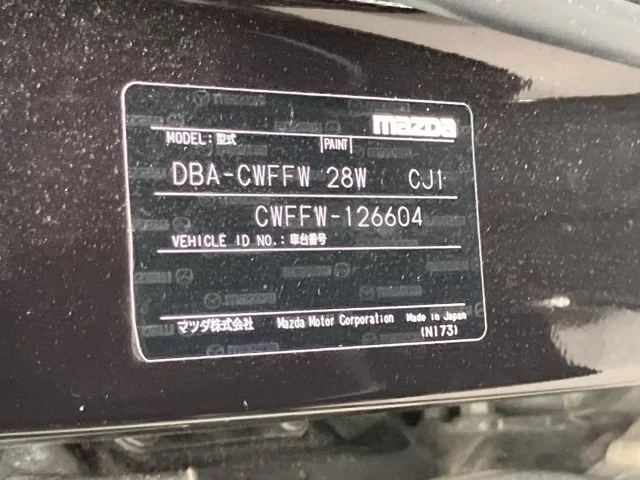 mazda
MODEL:型式 PAINT
DBA-CWFFW 28W CJ1
CWFFW-126604
VEHICLE ID NO.:車台番号
マツダ株式会社 Mazda Motor Corporation Made in Japan
(N173)